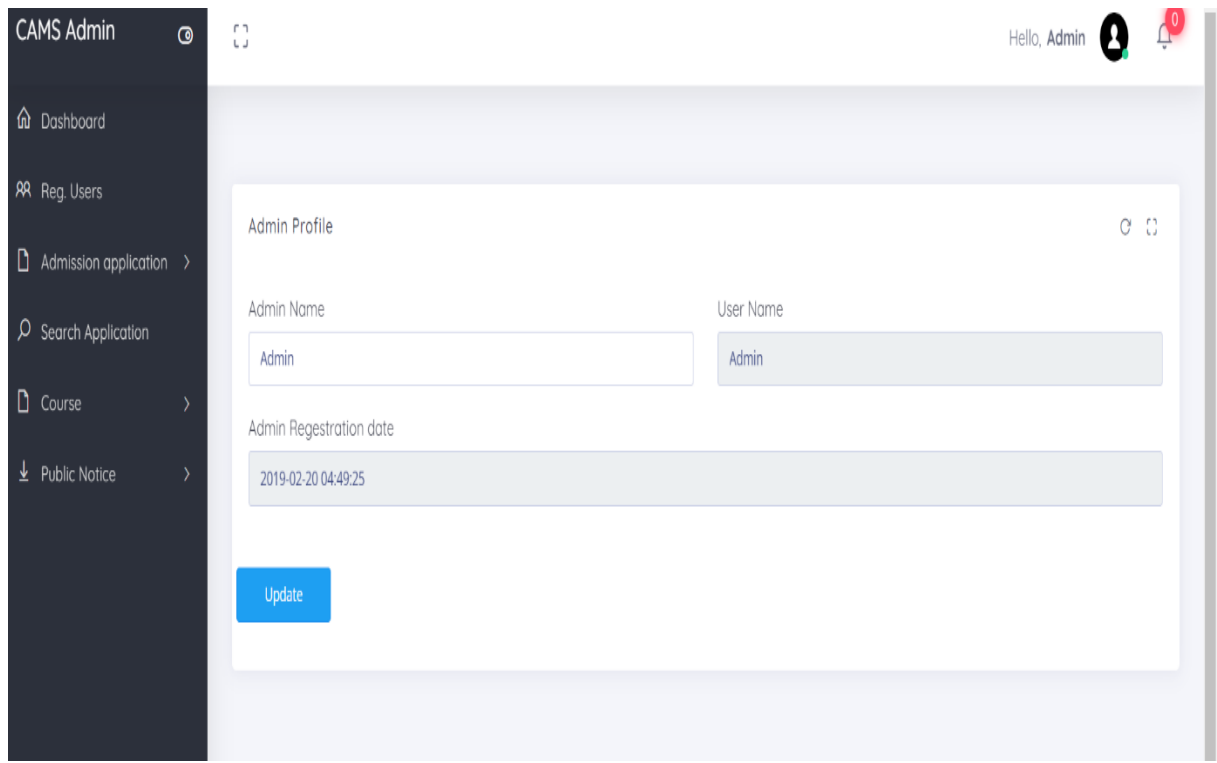 CAMS Admin
Hello, Admin
0
Dashboard
Reg. Users
Admission application
Search Application
Course
Public Notice
Admin Profile
Admin Name
User Name
Admin
Admin
Admin Regestration date
2019-02-20 04:49:25
Update